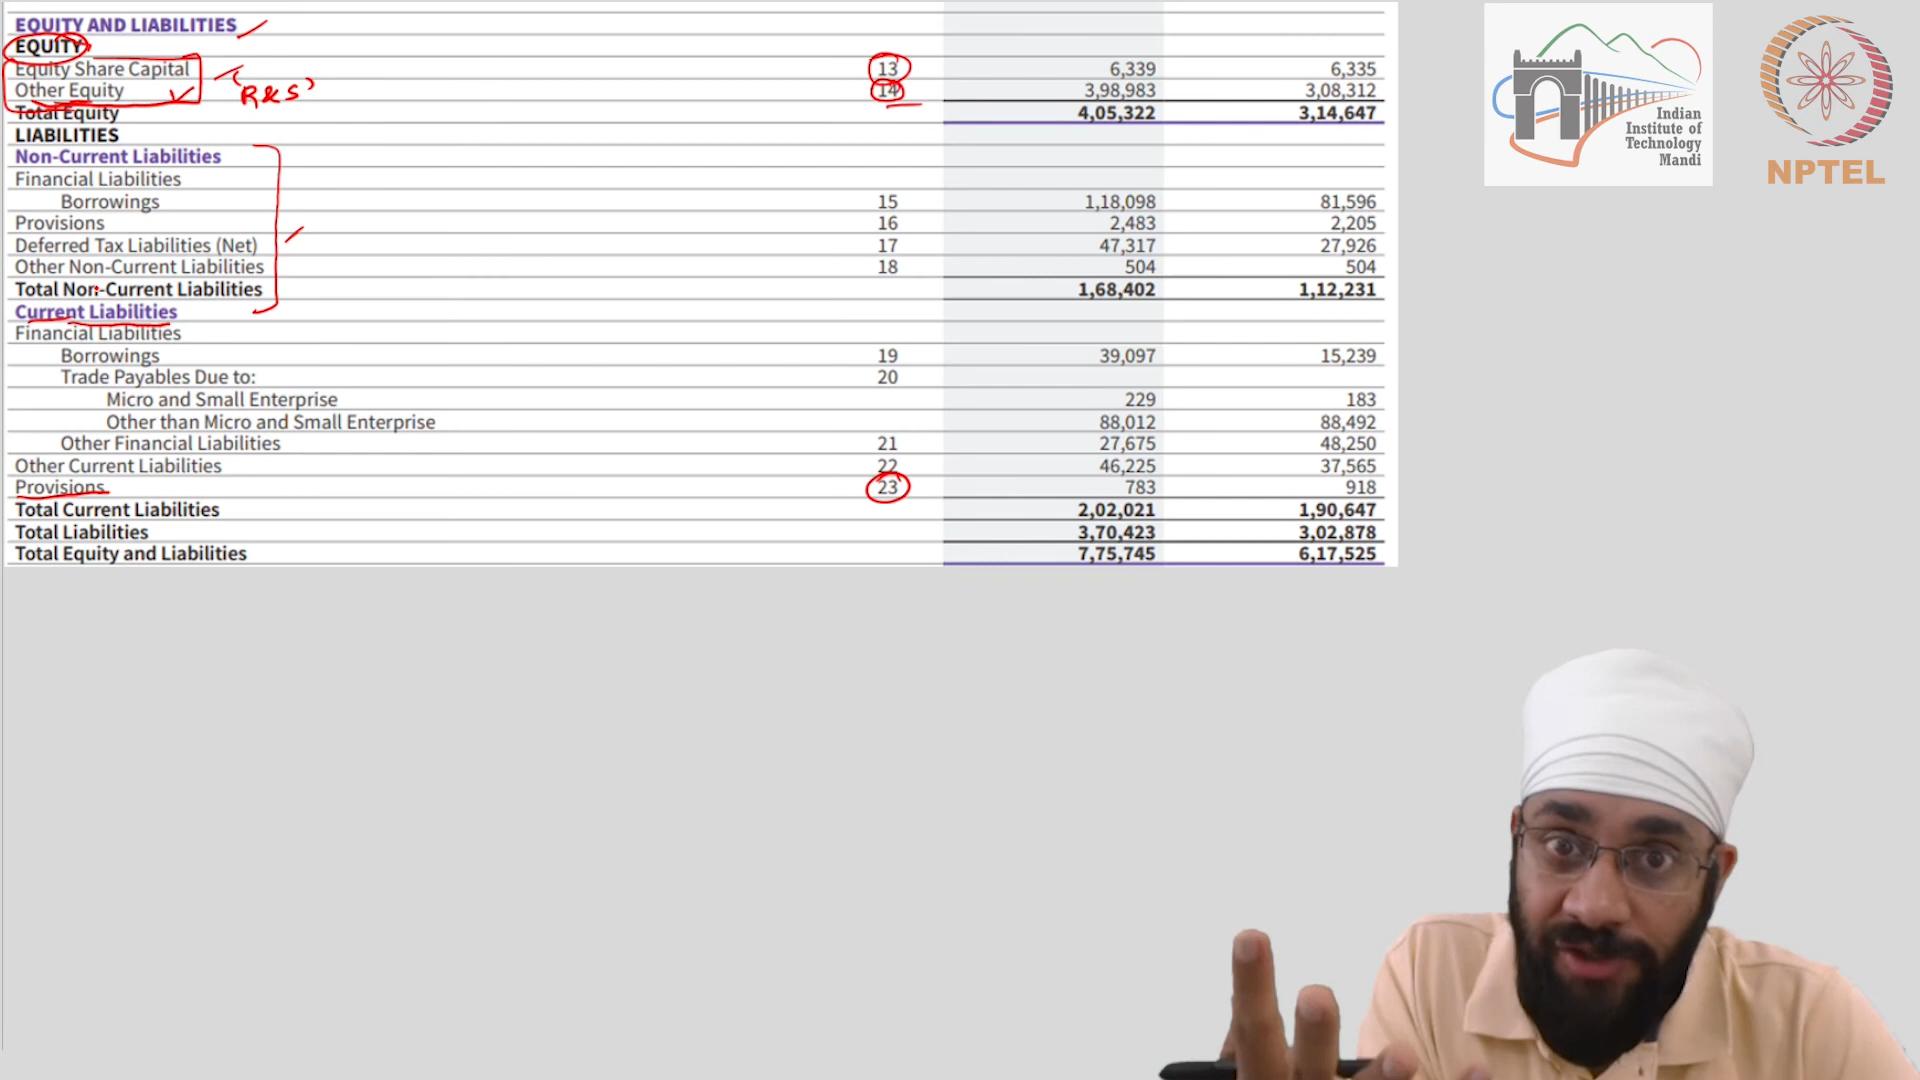 EQUITY AND LIABILITIES
EQUITY
Equity Share Capital 13 6,339 6,335
Other Equity 14 3,98,983 3,08,312
"R&S"
Total Equity 4,05,322 3,14,647
LIABILITIES
Non-Current Liabilities
Financial Liabilities
Borrowings 15 1,18,098 81,596
Provisions 16 2,483 2,205
Deferred Tax Liabilities (Net) 17 47,317 27,926
Other Non-Current Liabilities 18 504 504
Total Non-Current Liabilities 1,68,402 1,12,231
Current Liabilities
Financial Liabilities
Borrowings 19 39,097 15,239
Trade Payables Due to: 20
Micro and Small Enterprise 229 183
Other than Micro and Small Enterprise 88,012 88,492
Other Financial Liabilities 21 27,675 48,250
Other Current Liabilities 22 46,225 37,565
Provisions 23 783 918
Total Current Liabilities 2,02,021 1,90,647
Total Liabilities 3,70,423 3,02,878
Total Equity and Liabilities 7,75,745 6,17,525
Indian
Institute of
Technology
Mandi
NPTEL